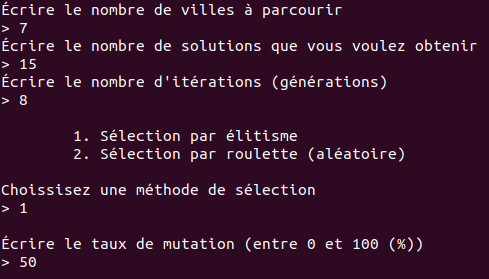 Écrire le nombre de villes à parcourir
> 7
Écrire le nombre de solutions que vous voulez obtenir
> 15
Écrire le nombre d'itérations (générations)
> 8
1. Sélection par élitisme
2. Sélection par roulette (aléatoire)
Choissisez une méthode de sélection
> 1
Écrire le taux de mutation (entre 0 et 100 (%))
> 50